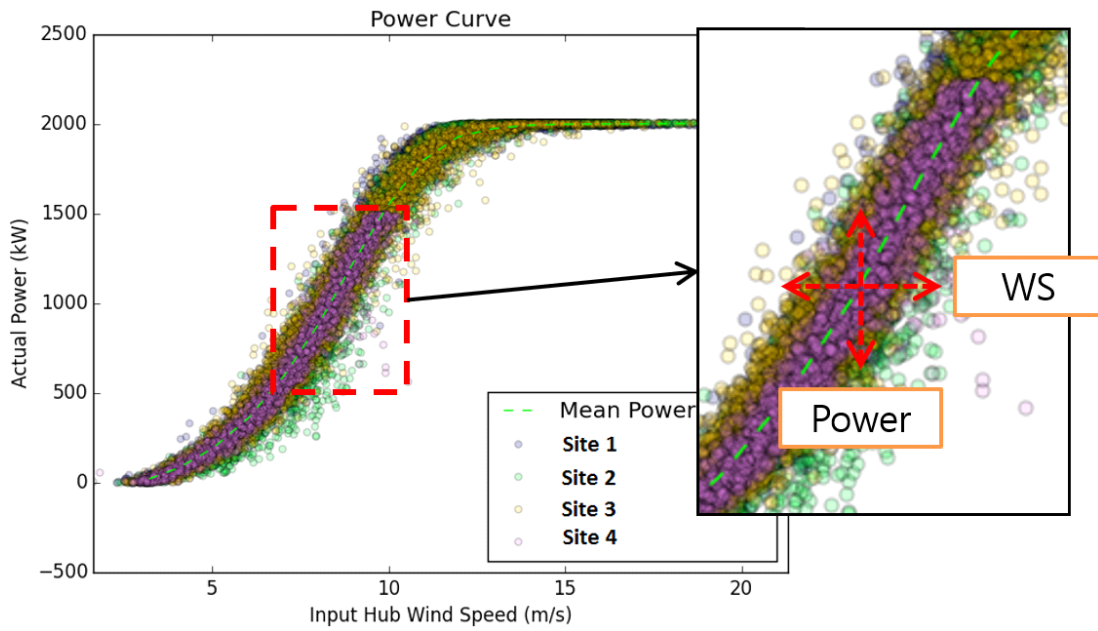 Power Curve
2500
2000
1500
1000
500
0
−500
Actual Power (kW)
5
10
15
20
Input Hub Wind Speed (m/s)
Mean Power
Site 1
Site 2
Site 3
Site 4
WS
Power